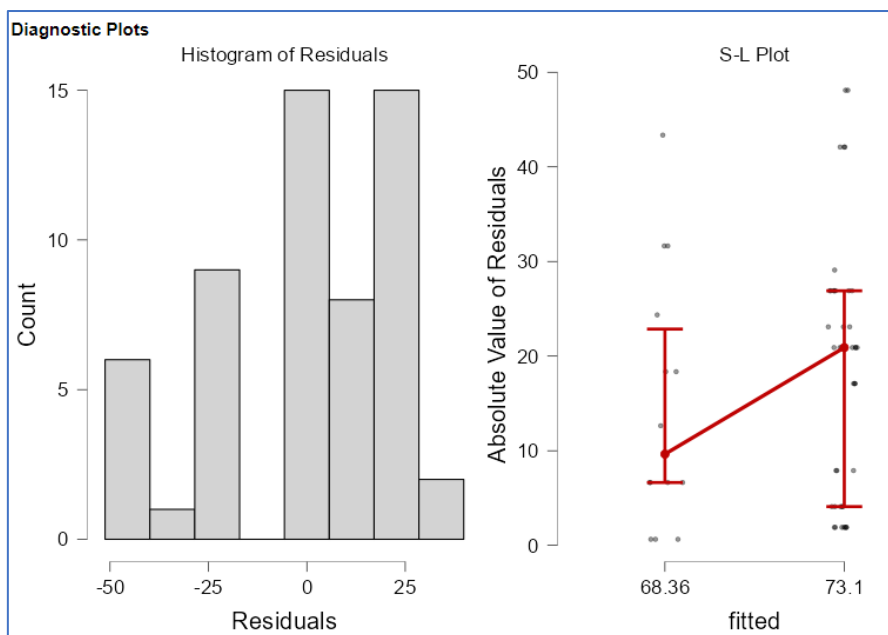 Diagnostic Plots
Histogram of Residuals
15
10
5
0
Count
-50 -25 0 25
Residuals
S-L Plot
50
40
30
20
10
0
Absolute Value of Residuals
68.36 73.1
fitted